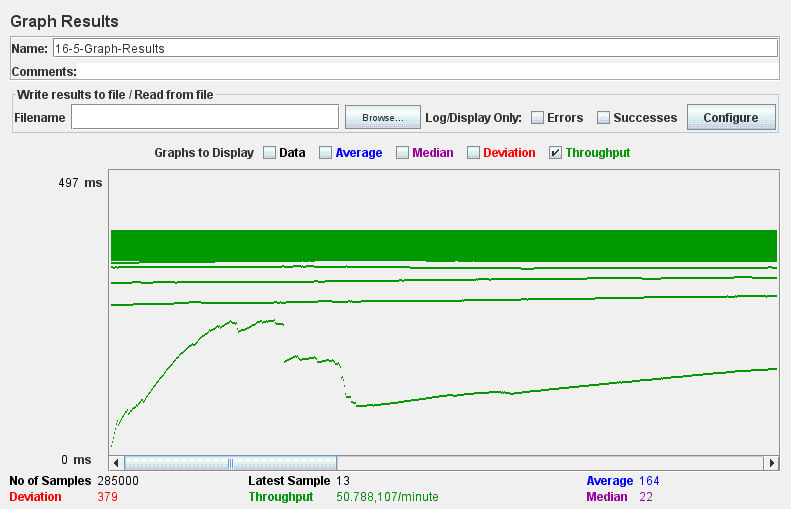 Graph Results
Name: 16-5-Graph-Results
Comments:
Write results to file / Read from file
Filename Browse... Log/Display Only: Errors Successes Configure
Graphs to Display Data Average Median Deviation Throughput
497 ms
0 ms
No of Samples 285000 Latest Sample 13 Average 164
Deviation 379 Throughput 50.788,107/minute Median 22